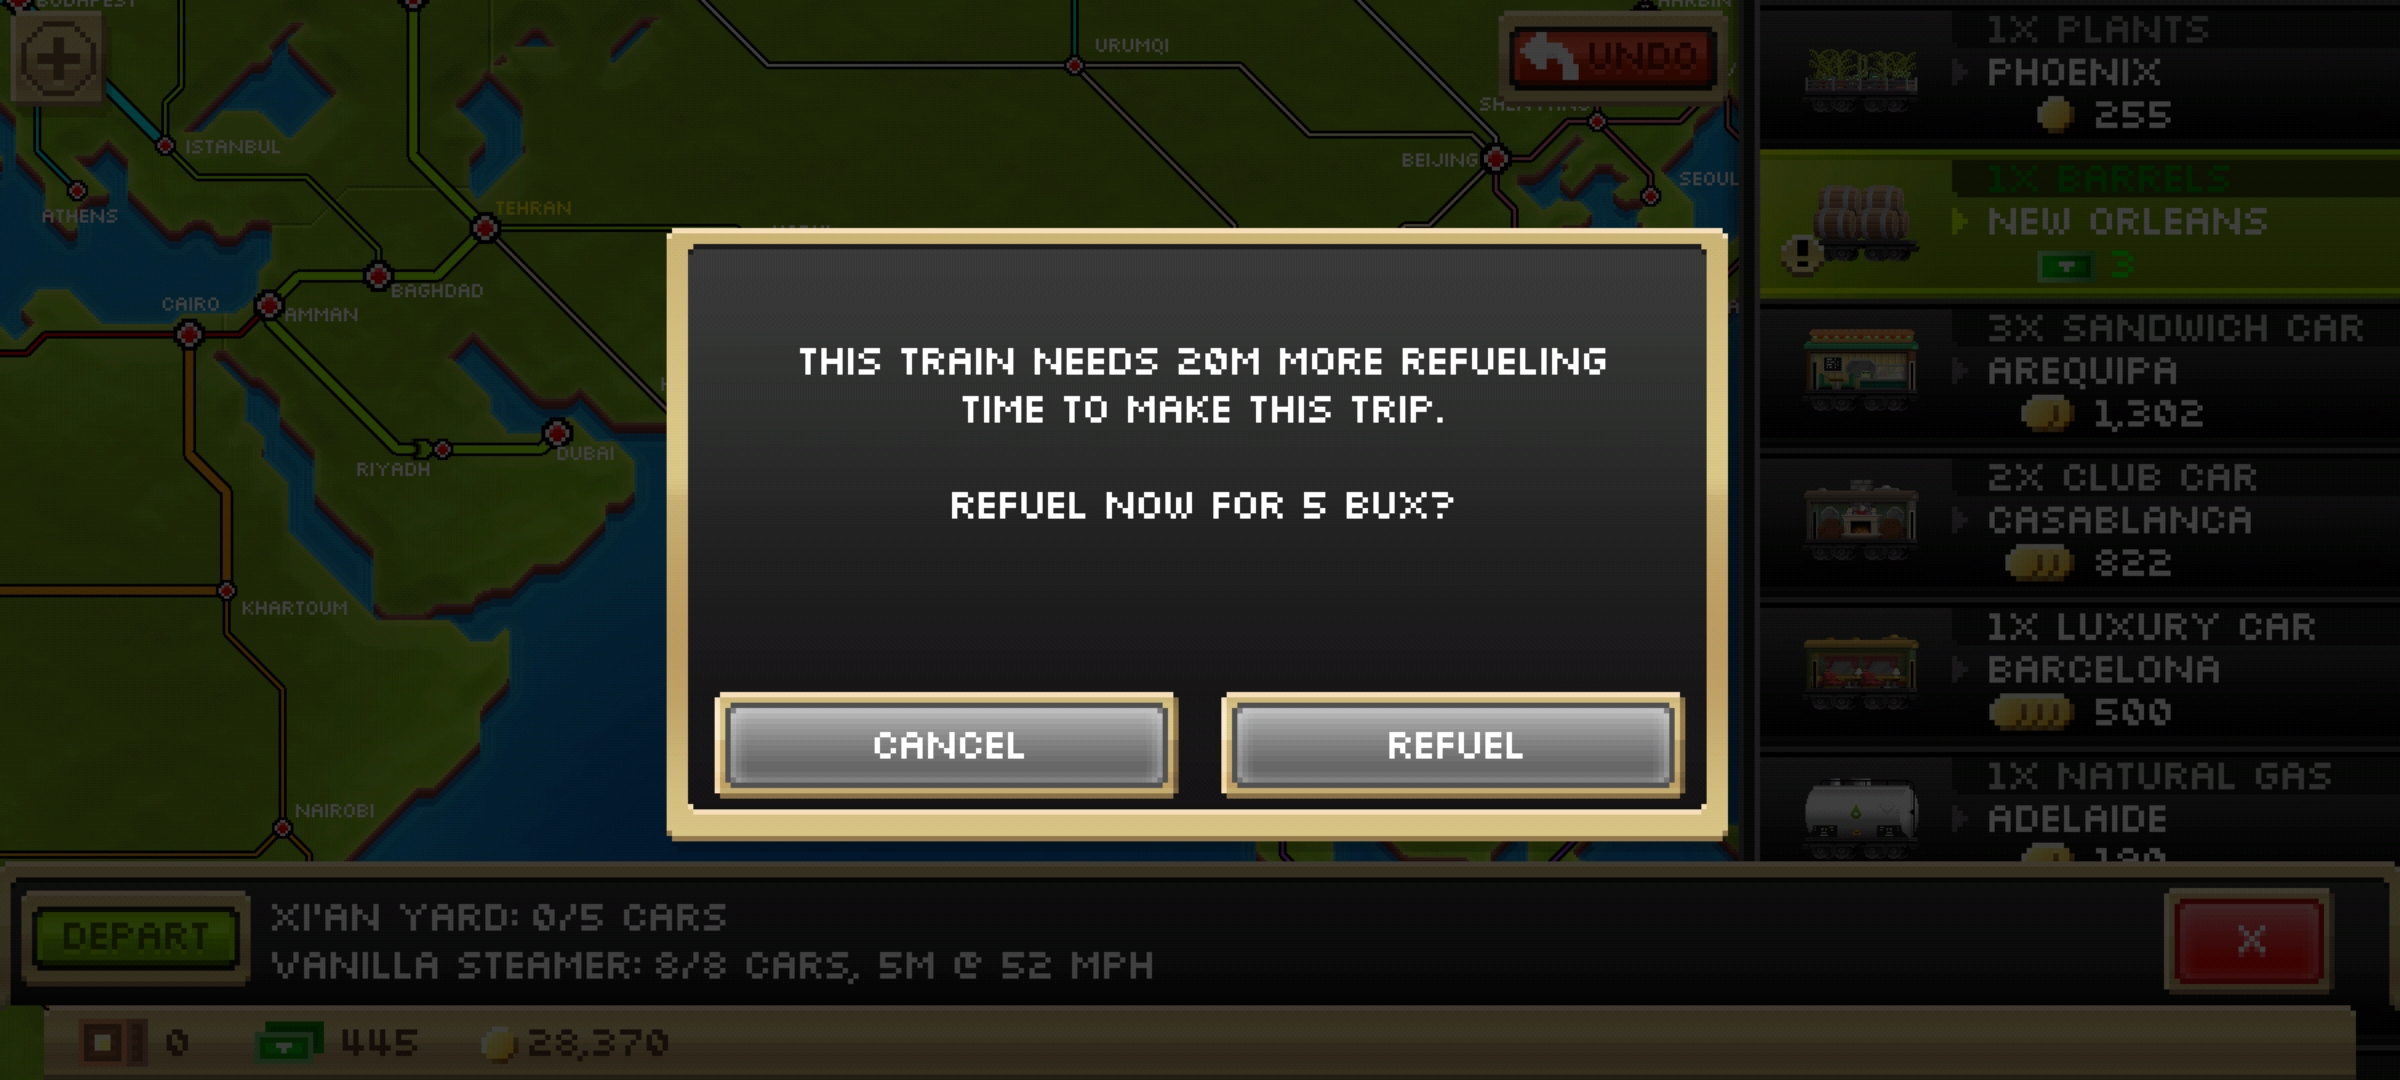 BUDAPEST
HARBIN
URUMQI
UNDO
ISTANBUL
BEIJING
SEOUL
ATHENS
TEHRAN
BAGHDAD
CAIRO
AMMAN
RIYADH
DUBAI
KHARTOUM
NAIROBI
THIS TRAIN NEEDS 20M MORE REFUELING
TIME TO MAKE THIS TRIP.
REFUEL NOW FOR 5 BUX?
CANCEL
REFUEL
1X PLANTS
PHOENIX
255
1X BARRELS
NEW ORLEANS
3
3X SANDWICH CAR
AREQUIPA
1,302
2X CLUB CAR
CASABLANCA
822
1X LUXURY CAR
BARCELONA
500
1X NATURAL GAS
ADELAIDE
DEPART
XI'AN YARD: 0/5 CARS
VANILLA STEAMER: 8/8 CARS, 5M @ 52 MPH
X
0
445
28,370